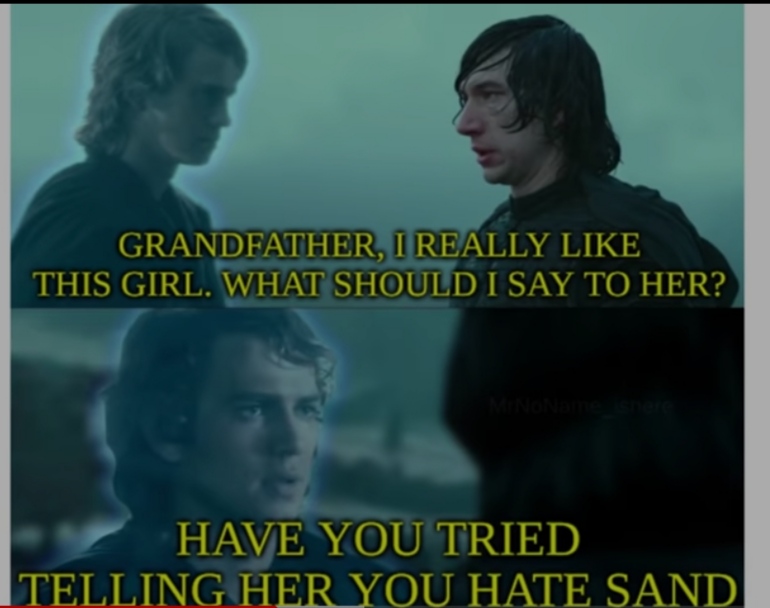 GRANDFATHER, I REALLY LIKE
THIS GIRL. WHAT SHOULD I SAY TO HER?
HAVE YOU TRIED
TELLING HER YOU HATE SAND